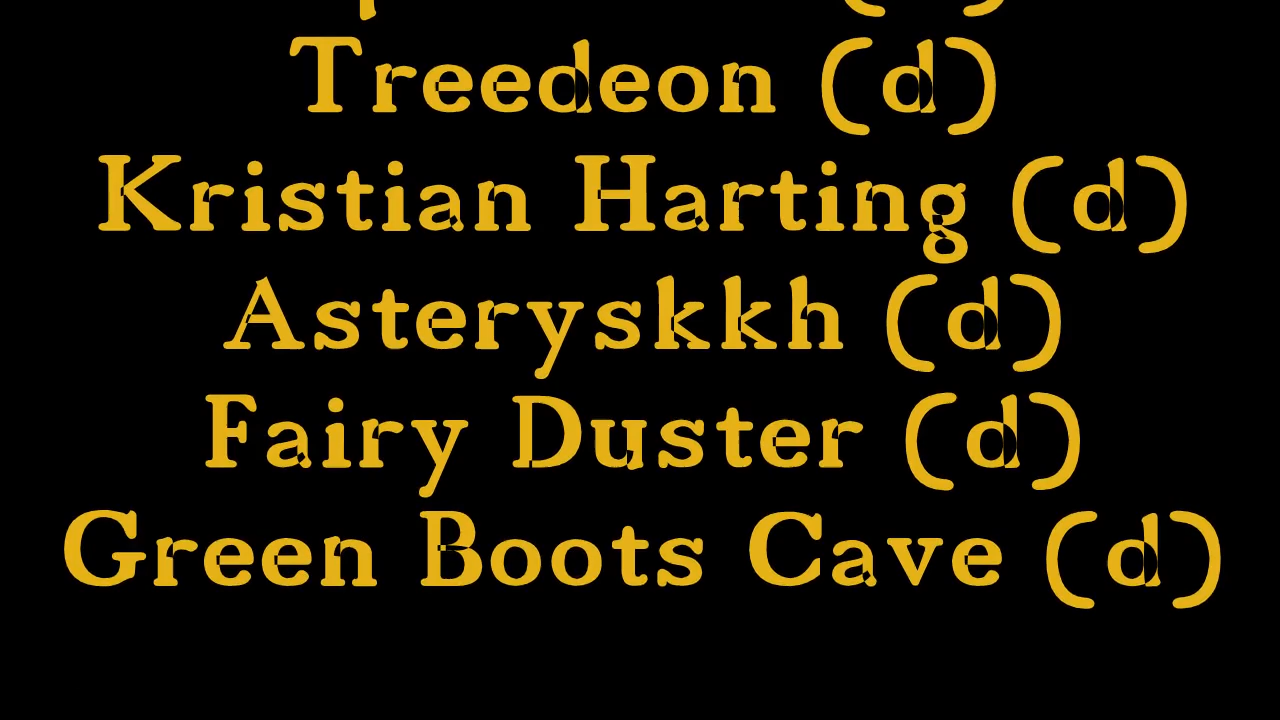 Treedeon (d)
Kristian Harting (d)
Asteryskkh (d)
Fairy Duster (d)
Green Boots Cave (d)